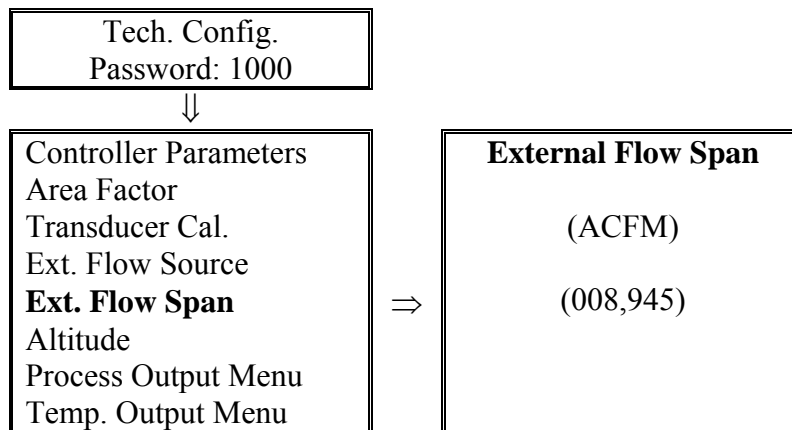 Tech. Config.
Password: 1000
⇓
Controller Parameters
Area Factor
Transducer Cal.
Ext. Flow Source
Ext. Flow Span
Altitude
Process Output Menu
Temp. Output Menu
⇒
External Flow Span
(ACFM)
(008,945)